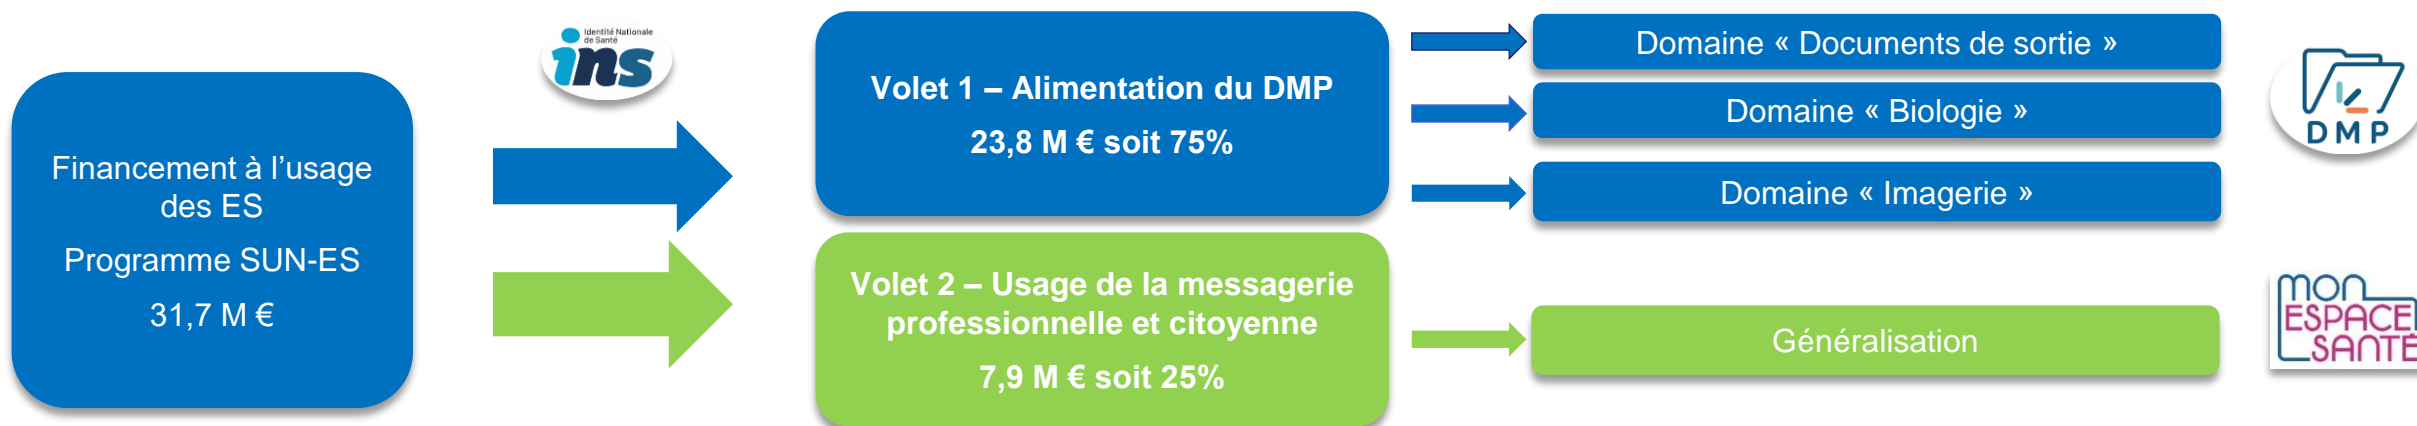 Financement à l’usage
des ES
Programme SUN-ES
31,7 M €
Identité Nationale
de Santé
ins
Volet 1 – Alimentation du DMP
23,8 M € soit 75%
Volet 2 – Usage de la messagerie
professionnelle et citoyenne
7,9 M € soit 25%
Domaine « Documents de sortie »
Domaine « Biologie »
Domaine « Imagerie »
Généralisation
DMP
mon
ESPACE
SANTÉ